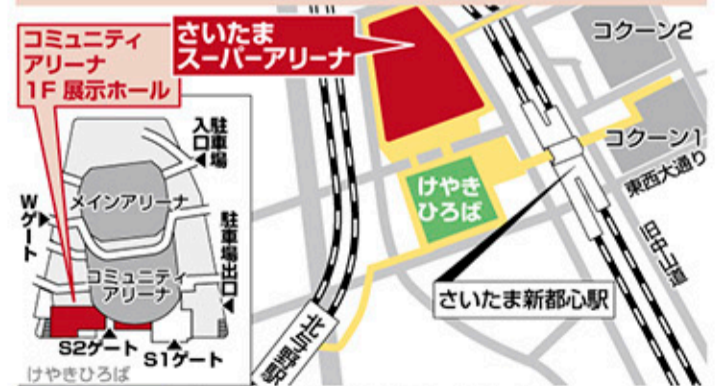 コミュニティ
アリーナ
1F 展示ホール
さいたま
スーパーアリーナ
コクーン2
コクーン1
東西大通り
旧中山道
けやき
ひろば
さいたま新都心駅
北与野駅
駐車場
入口
メインアリーナ
Wゲート
コミュニティ
アリーナ
駐車場出口
S2ゲート
S1ゲート
けやきひろば